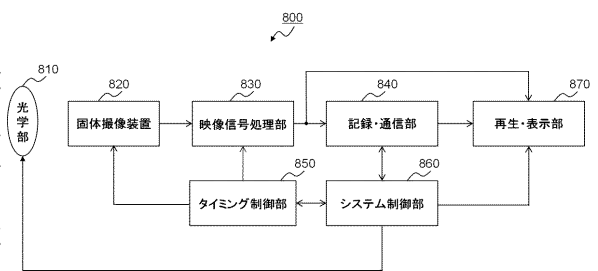 800
810
光学部
820
固体撮像装置
830
映像信号処理部
840
記録・通信部
870
再生・表示部
850
タイミング制御部
860
システム制御部